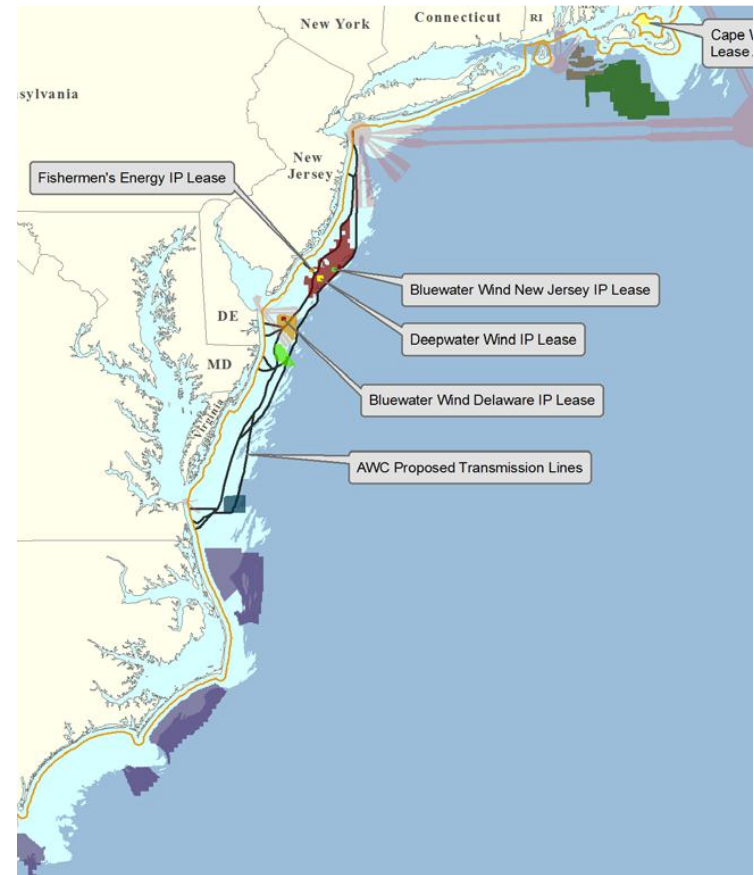 Connecticut
RI
New York
Cape W
Lease
sylvania
New
Jersey
Fishermen's Energy IP Lease
Bluewater Wind New Jersey IP Lease
DE
Deepwater Wind IP Lease
MD
Bluewater Wind Delaware IP Lease
Virginia
AWC Proposed Transmission Lines